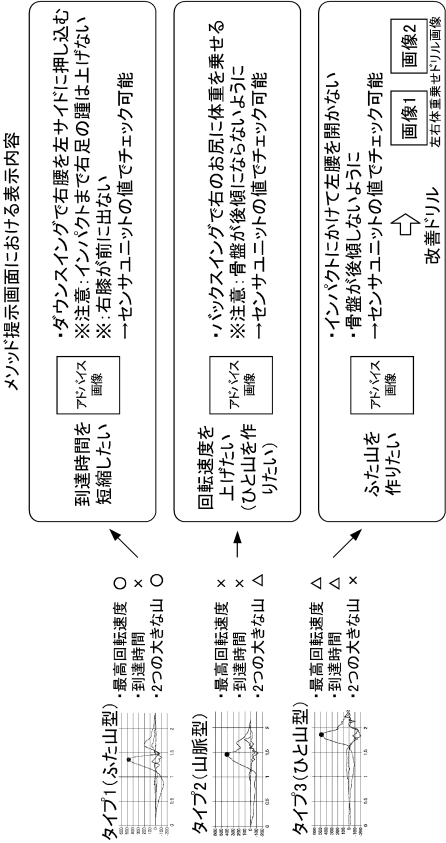 メソッド提示画面における表示内容
タイプ1(ふた山型)
・最高回転速度 ○
・到達時間 ×
・2つの大きな山 ○
到達時間を
短縮したい
アドバイス
画像
・ダウンスイングで右腰を左サイドに押し込む
※注意:インパクトまで右足の踵は上げない
※:右膝が前に出ない
→センサユニットの値でチェック可能
タイプ2(山脈型)
・最高回転速度 ×
・到達時間 ×
・2つの大きな山 △
回転速度を
上げたい
(ひと山を作
りたい)
アドバイス
画像
・バックスイングで右のお尻に体重を乗せる
※注意:骨盤が後傾にならないように
→センサユニットの値でチェック可能
タイプ3(ひと山型)
・最高回転速度 △
・到達時間 △
・2つの大きな山 ×
ふた山を
作りたい
アドバイス
画像
・インパクトにかけて左腰を開かない
・骨盤が後傾しないように
→センサユニットの値でチェック可能
改善ドリル
画像1
画像2
左右体重乗せドリル画像